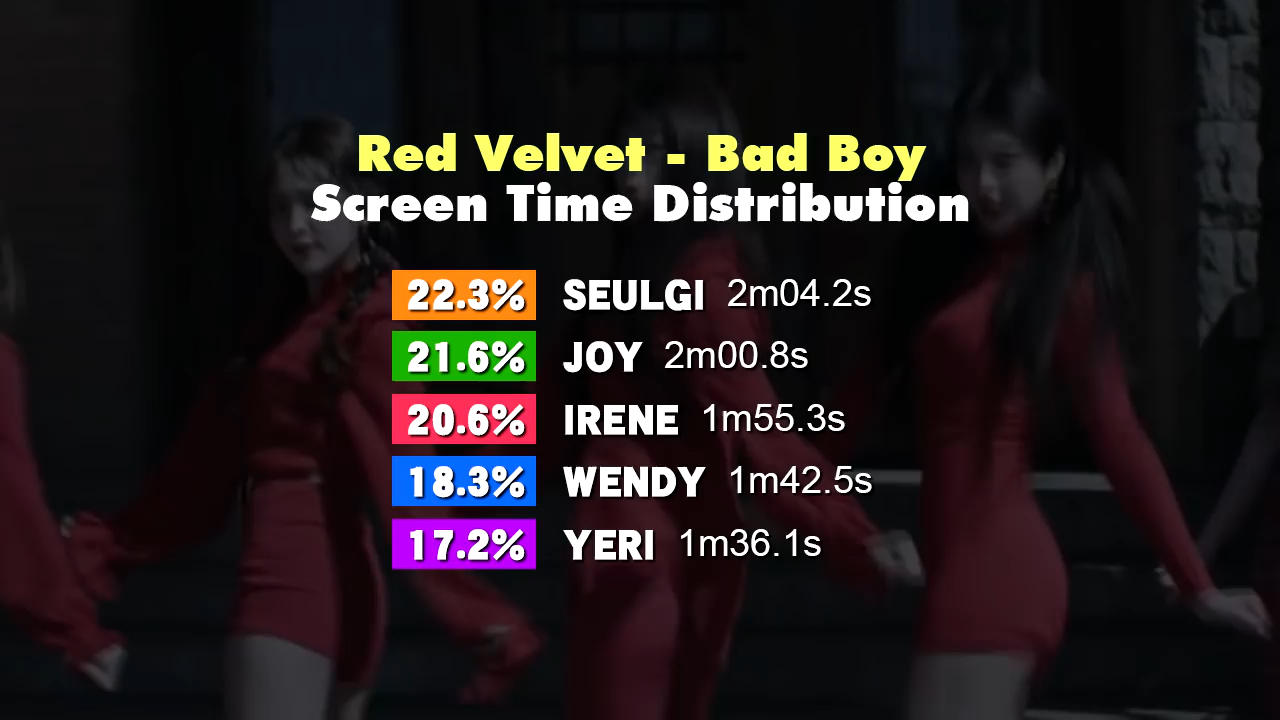 Red Velvet - Bad Boy
Screen Time Distribution
22.3% SEULGI 2m04.2s
21.6% JOY 2m00.8s
20.6% IRENE 1m55.3s
18.3% WENDY 1m42.5s
17.2% YERI 1m36.1s